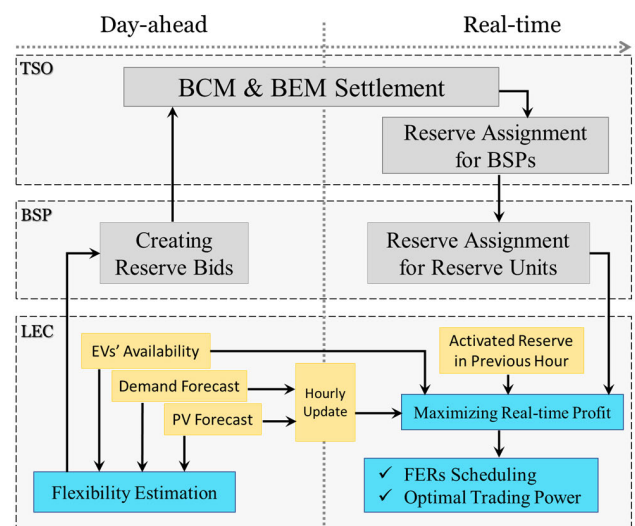 Day-ahead
Real-time
TSO
BCM & BEM Settlement
Reserve Assignment
for BSPs
BSP
Creating
Reserve Bids
Reserve Assignment
for Reserve Units
LEC
EVs' Availability
Demand Forecast
PV Forecast
Hourly
Update
Activated Reserve
in Previous Hour
Maximizing Real-time Profit
Flexibility Estimation
✓ FERs Scheduling
✓ Optimal Trading Power